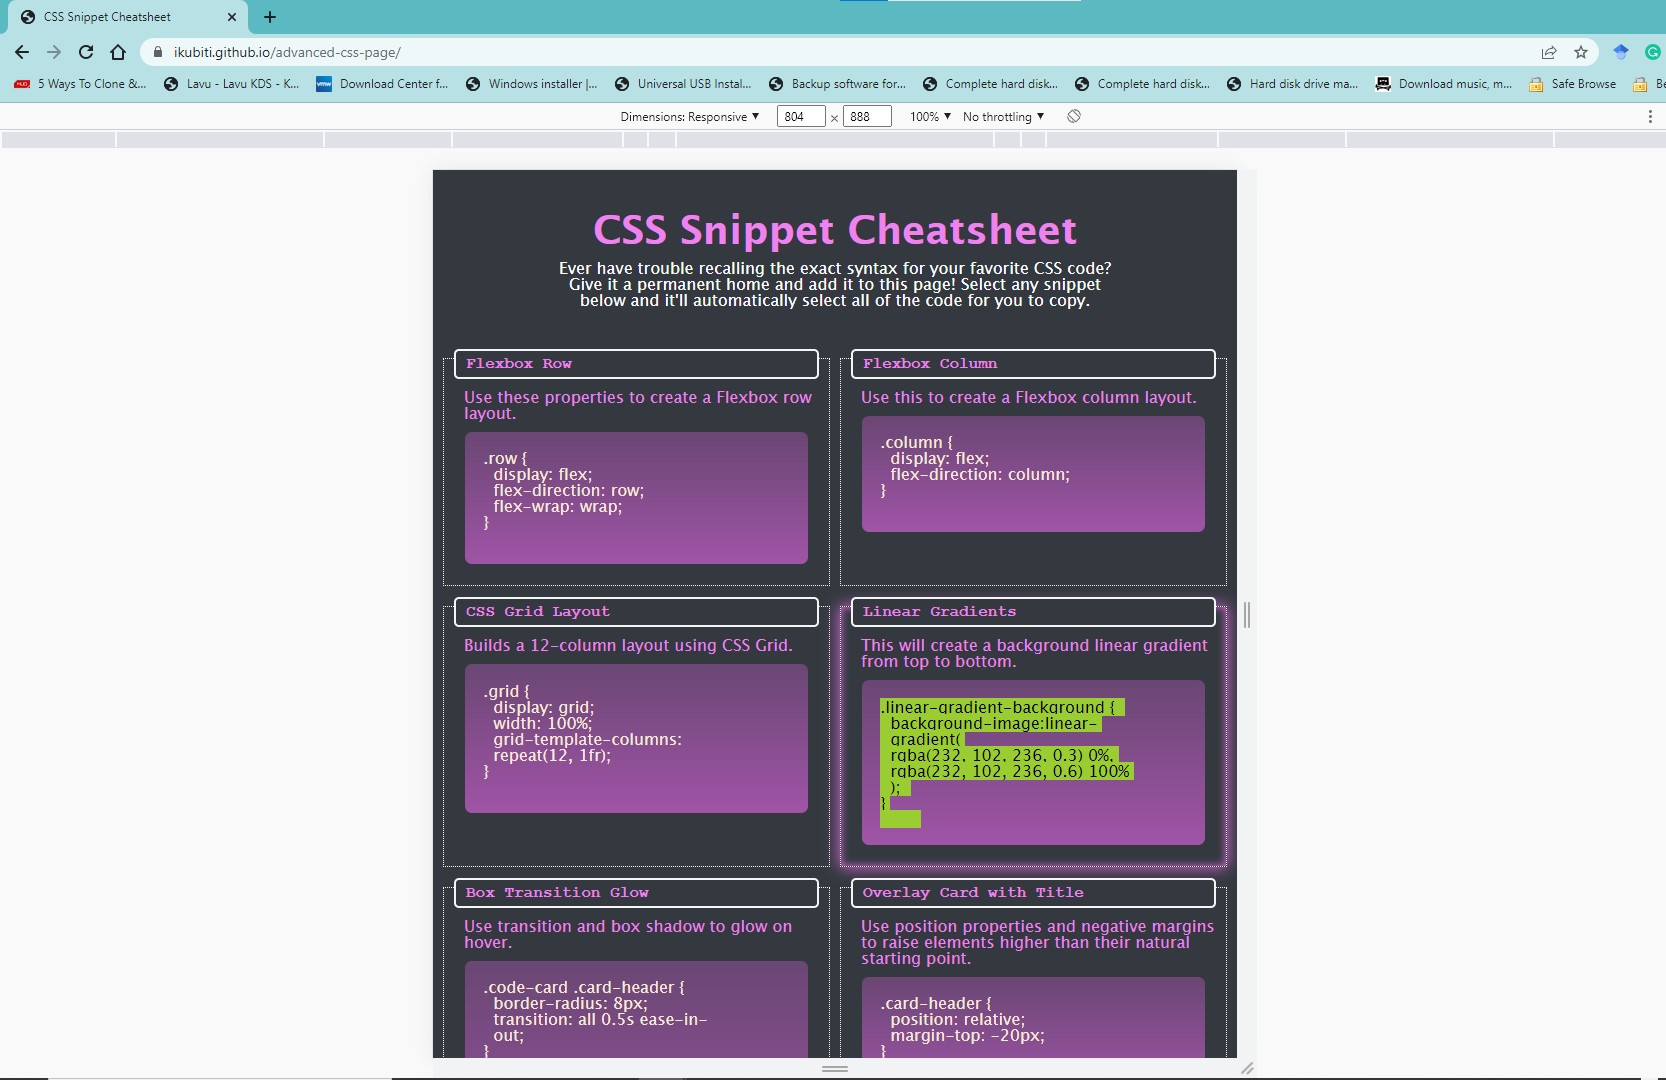 CSS Snippet Cheatsheet
ikubiti.github.io/advanced-css-page/
5 Ways To Clone &... Lavu - Lavu KDS - K... Download Center f... Windows installer |... Universal USB Instal... Backup software for... Complete hard disk... Complete hard disk... Hard disk drive ma... Download music, m... Safe Browse Be
Dimensions: Responsive ▼ 804 × 888 100% ▼ No throttling ▼
CSS Snippet Cheatsheet
Ever have trouble recalling the exact syntax for your favorite CSS code?
Give it a permanent home and add it to this page! Select any snippet
below and it'll automatically select all of the code for you to copy.
Flexbox Row
Use these properties to create a Flexbox row
layout.
.row {
display: flex;
flex-direction: row;
flex-wrap: wrap;
}
Flexbox Column
Use this to create a Flexbox column layout.
.column {
display: flex;
flex-direction: column;
}
CSS Grid Layout
Builds a 12-column layout using CSS Grid.
.grid {
display: grid;
width: 100%;
grid-template-columns:
repeat(12, 1fr);
}
Linear Gradients
This will create a background linear gradient
from top to bottom.
.linear-gradient-background {
background-image:linear-
gradient(
rgba(232, 102, 236, 0.3) 0%,
rgba(232, 102, 236, 0.6) 100%
);
}
Box Transition Glow
Use transition and box shadow to glow on
hover.
.code-card .card-header {
border-radius: 8px;
transition: all 0.5s ease-in-
out;
}
Overlay Card with Title
Use position properties and negative margins
to raise elements higher than their natural
starting point.
.card-header {
position: relative;
margin-top: -20px;
}